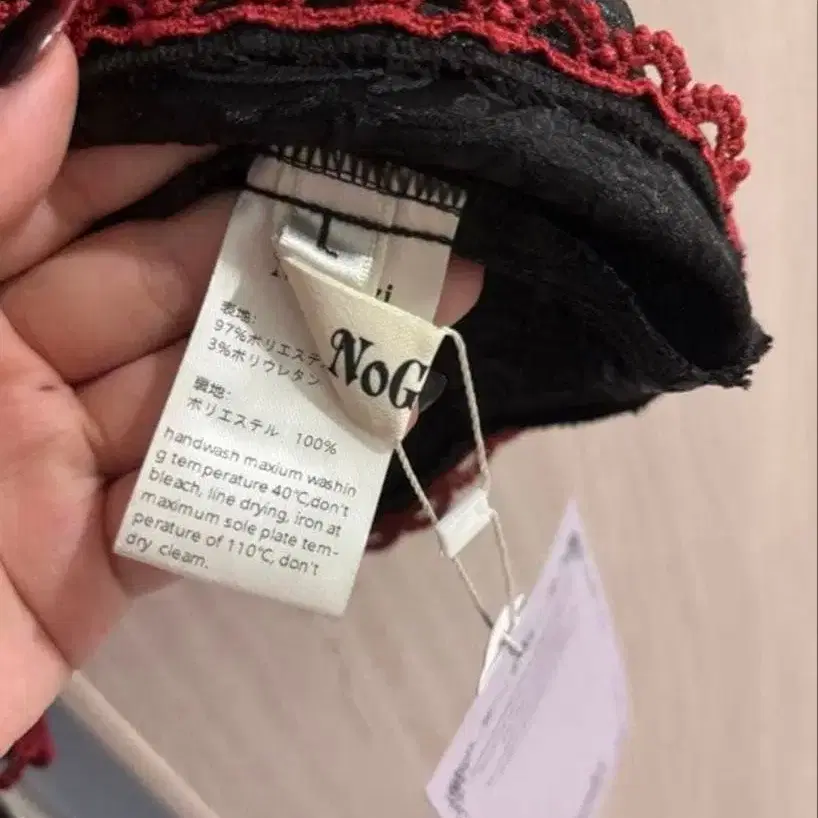 L
NoG
表地:
97%ポリエステ
3%ポリウレタン
裏地:
ポリエステル 100%
handwash maxium washin
g temperature 40℃,don't
bleach, line drying, iron at
maximum sole plate tem-
perature of 110℃, don't
dry cleam.